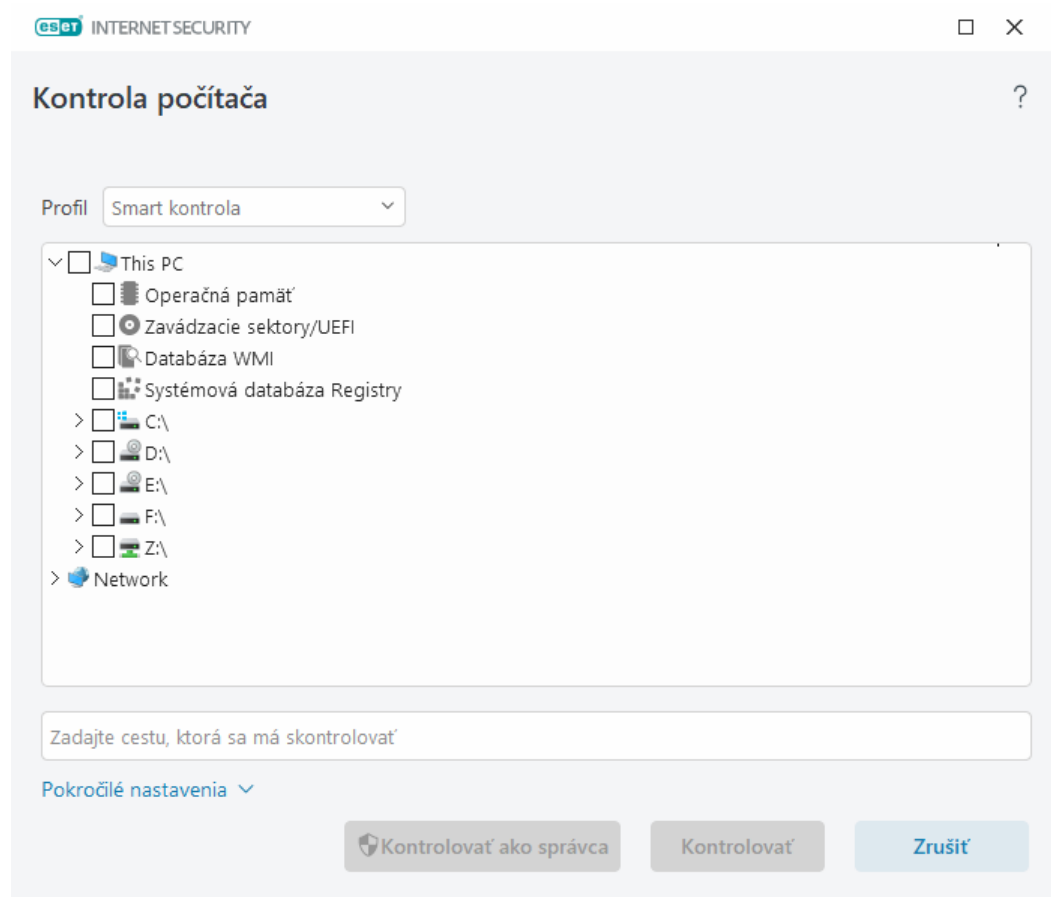 eset INTERNET SECURITY
Kontrola počítača
?
Profil Smart kontrola
This PC
Operačná pamäť
Zavádzacie sektory/UEFI
Databáza WMI
Systémová databáza Registry
C:\
D:\
E:\
F:\
Z:\
Network
Zadajte cestu, ktorá sa má skontrolovať
Pokročilé nastavenia
Kontrolovať ako správca Kontrolovať Zrušiť